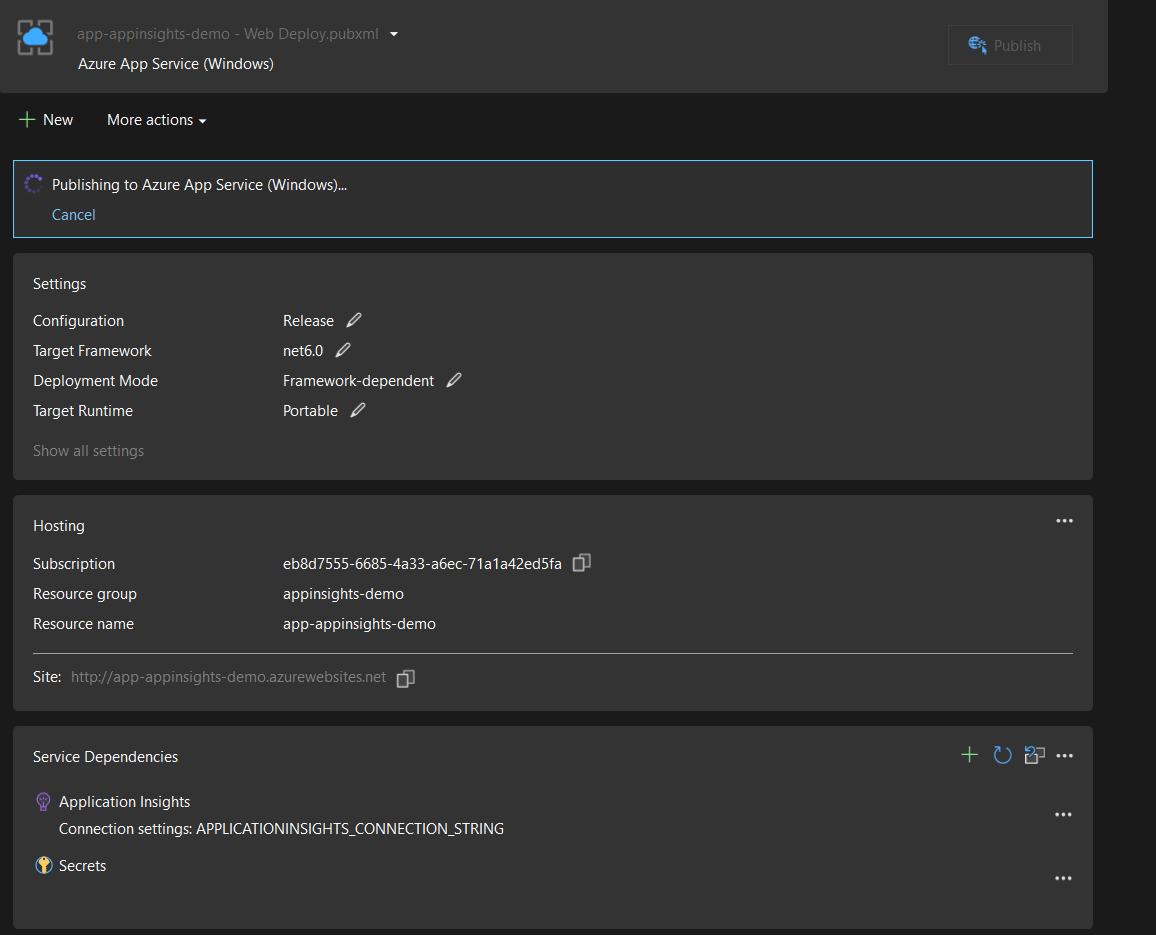 app-appinsights-demo - Web Deploy.pubxml
Azure App Service (Windows)
Publish
New
More actions
Publishing to Azure App Service (Windows)...
Cancel
Settings
Configuration Release
Target Framework net6.0
Deployment Mode Framework-dependent
Target Runtime Portable
Show all settings
Hosting
Subscription eb8d7555-6685-4a33-a6ec-71a1a42ed5fa
Resource group appinsights-demo
Resource name app-appinsights-demo
Site: http://app-appinsights-demo.azurewebsites.net
Service Dependencies
Application Insights
Connection settings: APPLICATIONINSIGHTS_CONNECTION_STRING
Secrets